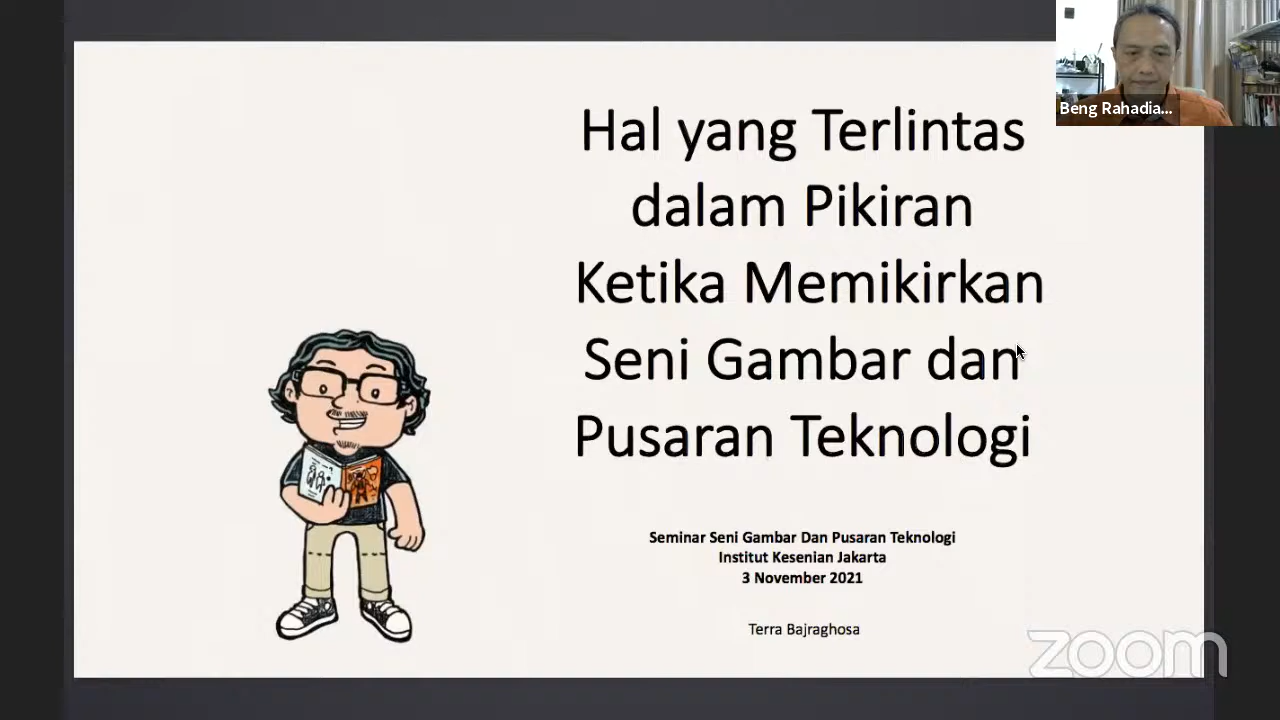 Beng Rahadia...
Hal yang Terlintas
dalam Pikiran
Ketika Memikirkan
Seni Gambar dan
Pusaran Teknologi
Seminar Seni Gambar Dan Pusaran Teknologi
Institut Kesenian Jakarta
3 November 2021
Terra Bajraghosa
zoom